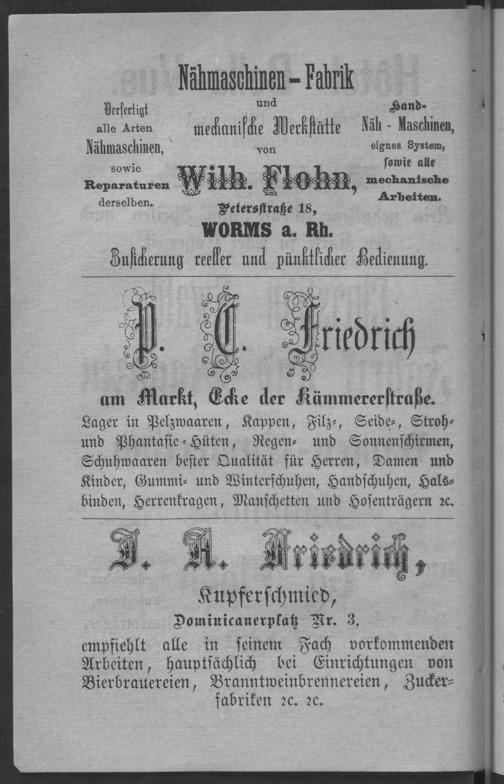 Nähmaschinen - Fabrik
und
mechanische Werkstätte
von
Wilh. Flohn,
Petersstraße 18,
WORMS a. Rh.
Verfertigt
alle Arten
Nähmaschinen,
sowie
Reparaturen
derselben.
Hand-
Näh - Maschinen,
eignes System,
sowie alle
mechanische
Arbeiten.
Zusicherung reeller und pünktlicher Bedienung.
P. C. Friedrich
am Markt, Ecke der Kämmererstraße.
Lager in Pelzwaaren, Kappen, Filz-, Seide-, Stroh-
und Phantasie-Hüten, Regen- und Sonnenschirmen,
Schuhwaaren bester Qualität für Herren, Damen und
Kinder, Gummi- und Winterschuhen, Handschuhen, Hals-
binden, Herrenkragen, Manschetten und Hosenträgern ꝛc.
J. A. Friedrich,
Kupferschmied,
Dominicanerplatz Nr. 3,
empfiehlt alle in seinem Fach vorkommenden
Arbeiten, hauptsächlich bei Einrichtungen von
Bierbrauereien, Branntweinbrennereien, Zucker-
fabriken ꝛc. ꝛc.